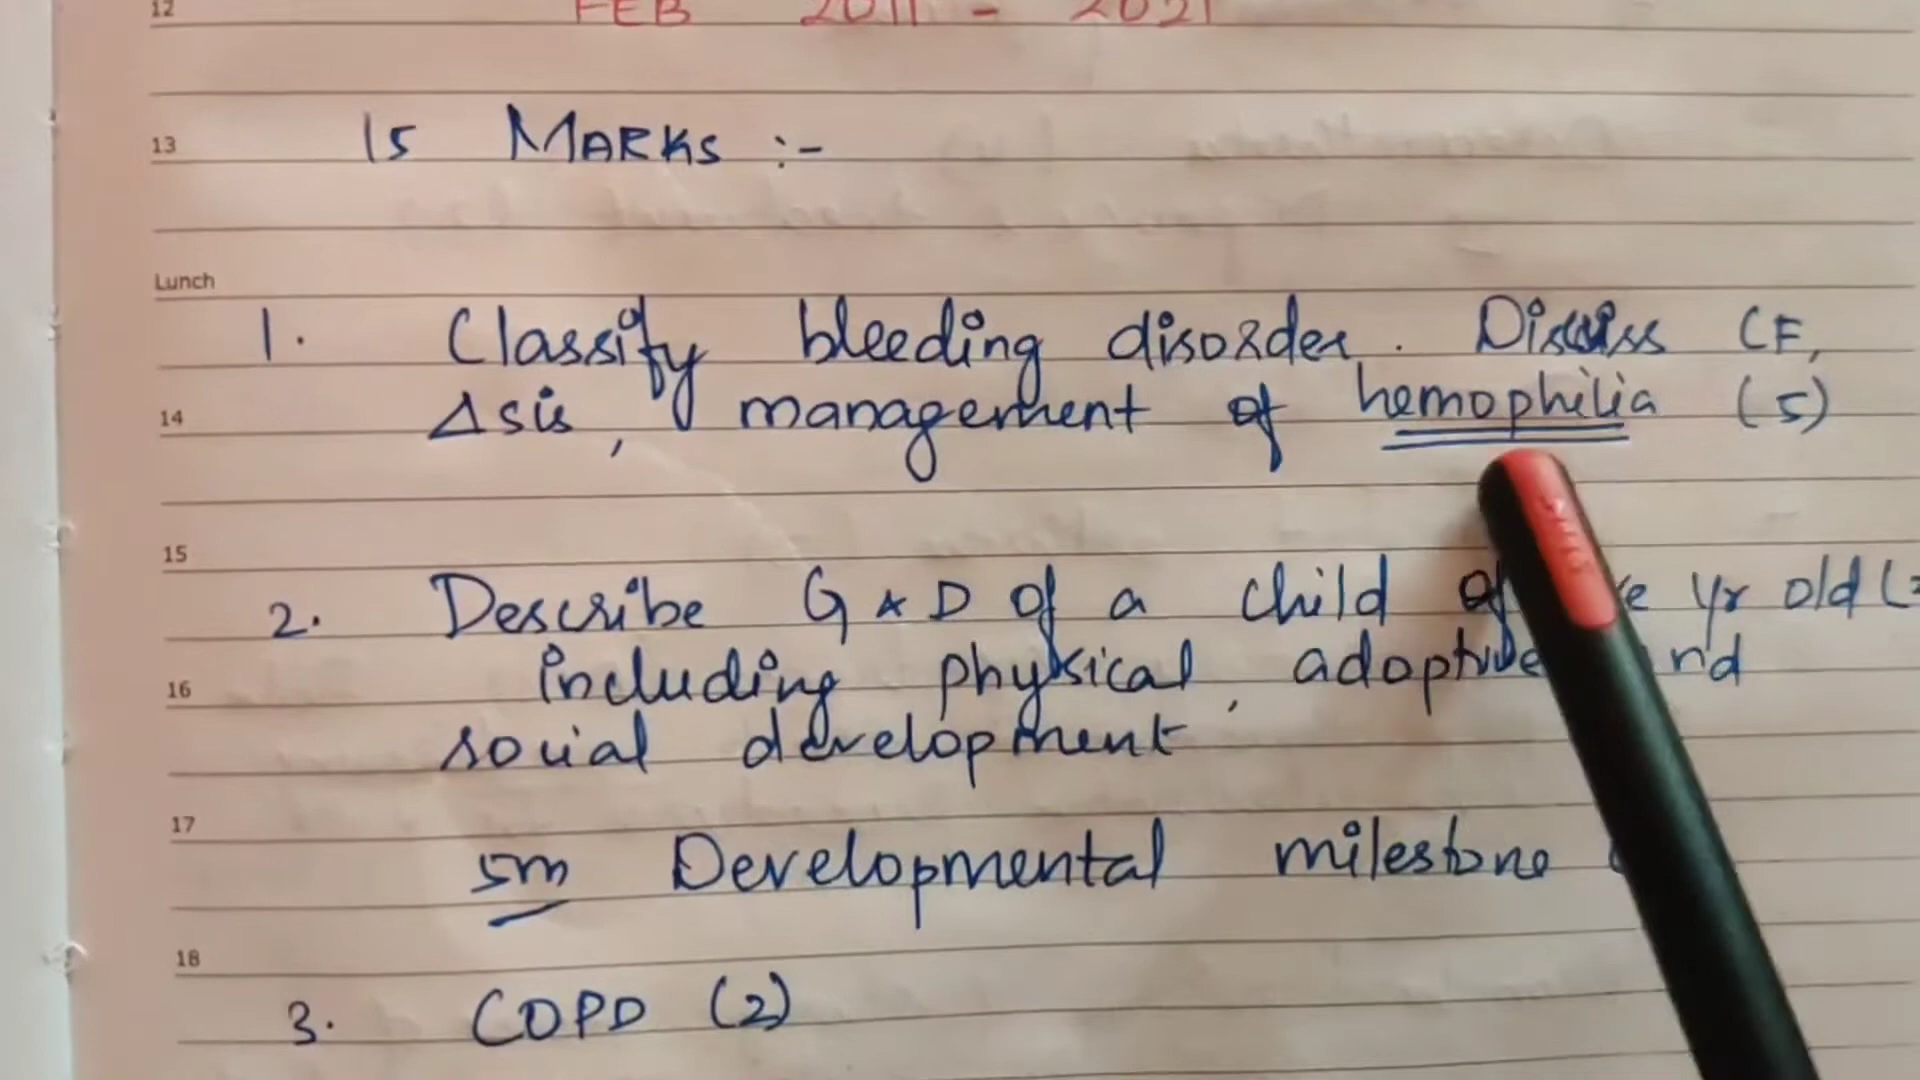 12
FEB 2011 - 2021
13
15 MARKS :-
Lunch
1. Classify bleeding disorder. Discuss CF,
14
Δsis, management of hemophilia (5)
15
2. Describe G & D of a child of yr old
16
including physical, adoptive
social development
17
5m Developmental milestone
18
3. COPD (2)